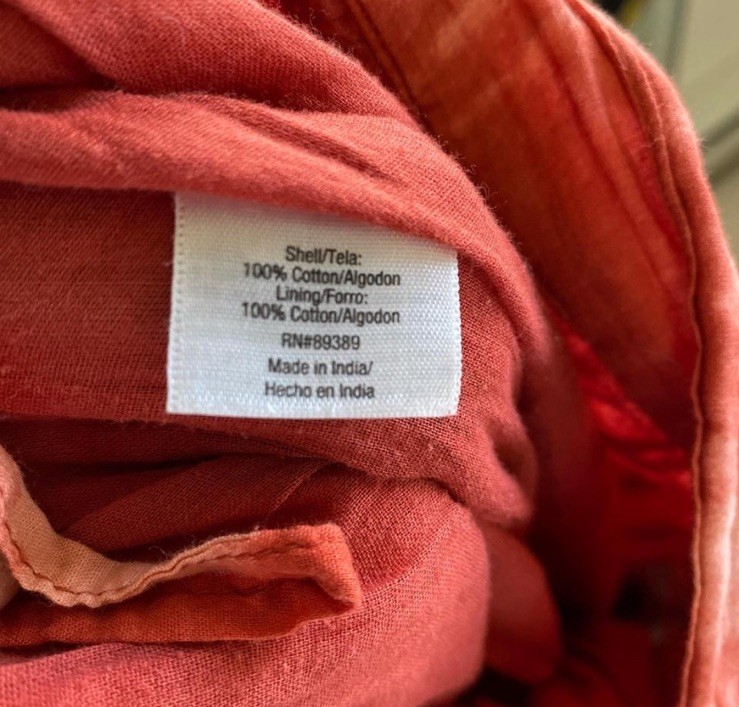 Shell/Tela:
100% Cotton/Algodon
Lining/Forro:
100% Cotton/Algodon
RN#89389
Made in India/
Hecho en India